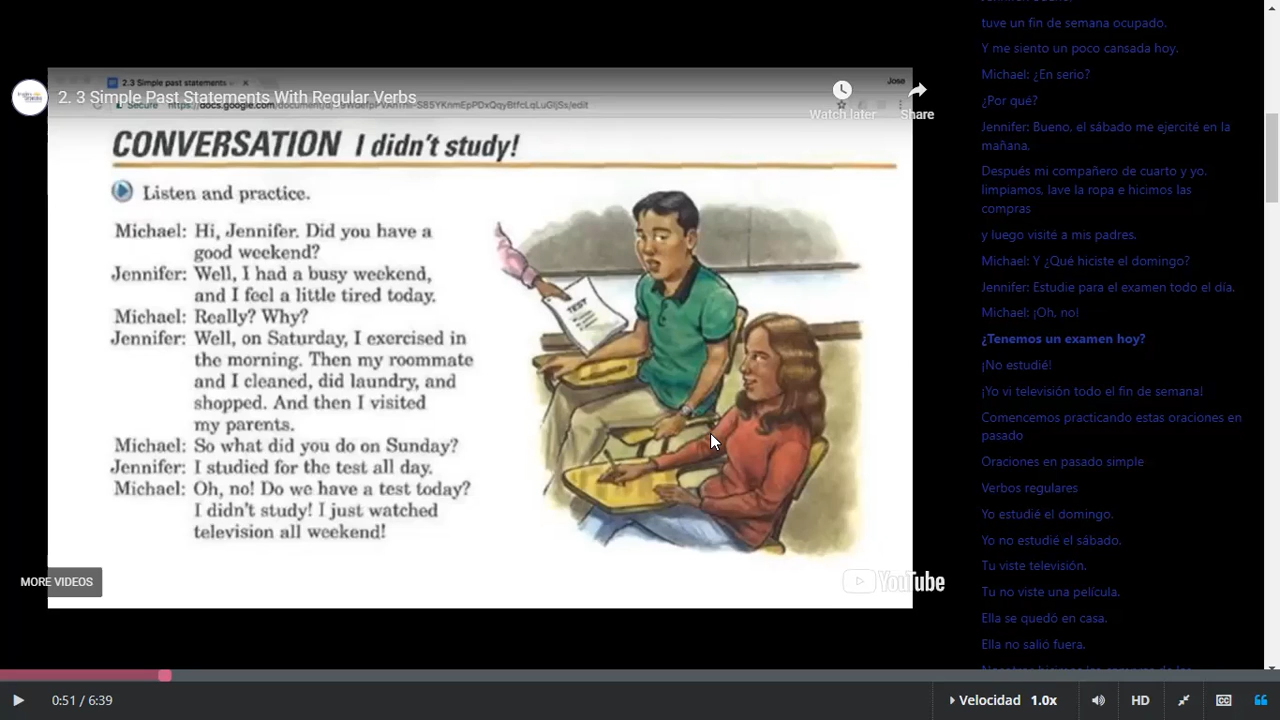 2.3 Simple past statements -
Jose
2. 3 Simple Past Statements With Regular Verbs
Secure
Watch later
Share
CONVERSATION I didn't study!
Listen and practice.
Michael: Hi, Jennifer. Did you have a
good weekend?
Jennifer: Well, I had a busy weekend,
and I feel a little tired today.
Michael: Really? Why?
Jennifer: Well, on Saturday, I exercised in
the morning. Then my roommate
and I cleaned, did laundry, and
shopped. And then I visited
my parents.
Michael: So what did you do on Sunday?
Jennifer: I studied for the test all day.
Michael: Oh, no! Do we have a test today?
I didn't study! I just watched
television all weekend!
TEST
MORE VIDEOS
YouTube
tuve un fin de semana ocupado.
Y me siento un poco cansada hoy.
Michael: ¿En serio?
¿Por qué?
Jennifer: Bueno, el sábado me ejercité en la
mañana,
Después mi compañero de cuarto y yo.
limpiamos, lave la ropa e hicimos las
compras
y luego visité a mis padres.
Michael: Y ¿Qué hiciste el domingo?
Jennifer: Estudie para el examen todo el día.
Michael: ¡Oh, no!
¿Tenemos un examen hoy?
¡No estudié!
¡Yo vi televisión todo el fin de semana!
Comencemos practicando estas oraciones en
pasado
Oraciones en pasado simple
Verbos regulares
Yo estudié el domingo.
Yo no estudié el sábado.
Tu viste televisión.
Tu no viste una película.
Ella se quedó en casa.
Ella no salió fuera.
0:51 / 6:39
Velocidad 1.0x
HD
CC